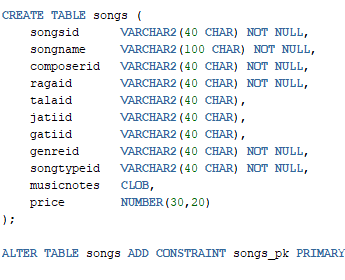 CREATE TABLE songs (
    songsid     VARCHAR2(40 CHAR) NOT NULL,
    songname    VARCHAR2(100 CHAR) NOT NULL,
    composerid  VARCHAR2(40 CHAR) NOT NULL,
    ragaid      VARCHAR2(40 CHAR) NOT NULL,
    talaid      VARCHAR2(40 CHAR),
    jatiid      VARCHAR2(40 CHAR),
    gatiid      VARCHAR2(40 CHAR),
    genreid     VARCHAR2(40 CHAR) NOT NULL,
    songtypeid  VARCHAR2(40 CHAR) NOT NULL,
    musicnotes  CLOB,
    price       NUMBER(30,20)
);
ALTER TABLE songs ADD CONSTRAINT songs_pk PRIMARY